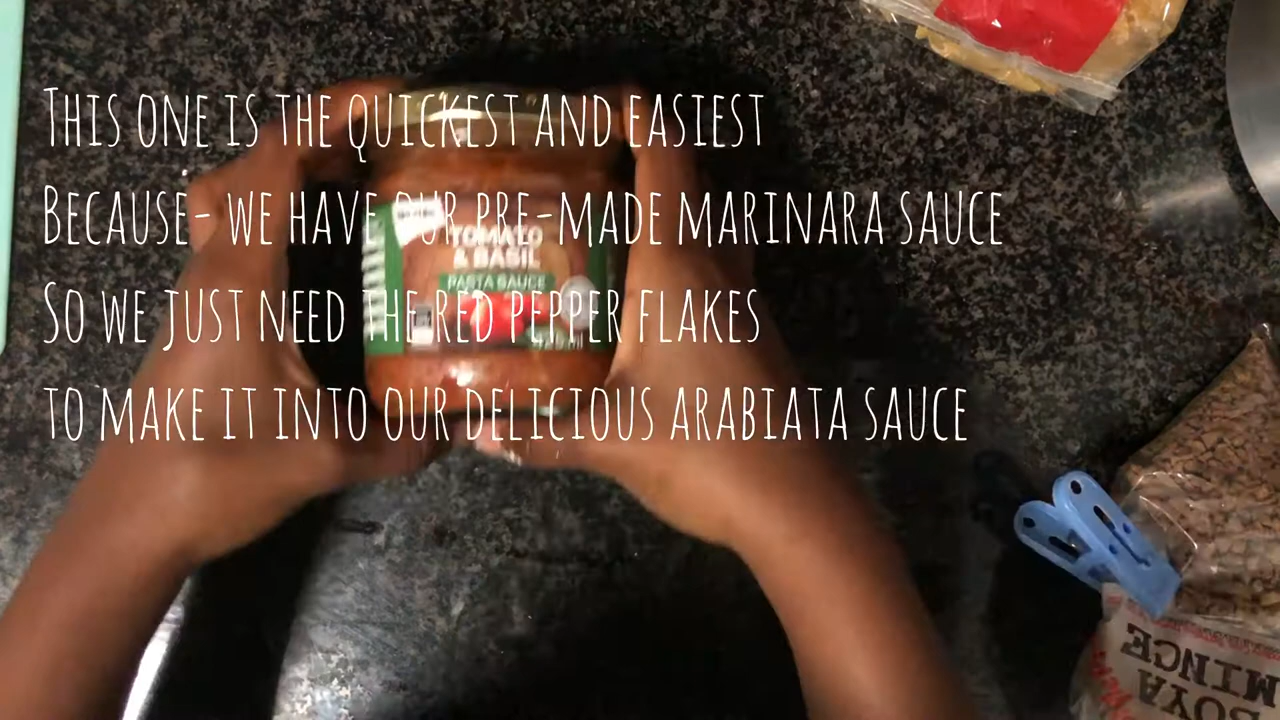 This one is the quickest and easiest
Because- we have our pre-made marinara sauce
So we just need the red pepper flakes
to make it into our delicious arabiata sauce
TOMATO
& BASIL
PASTA SAUCE
SOYA
MINCE